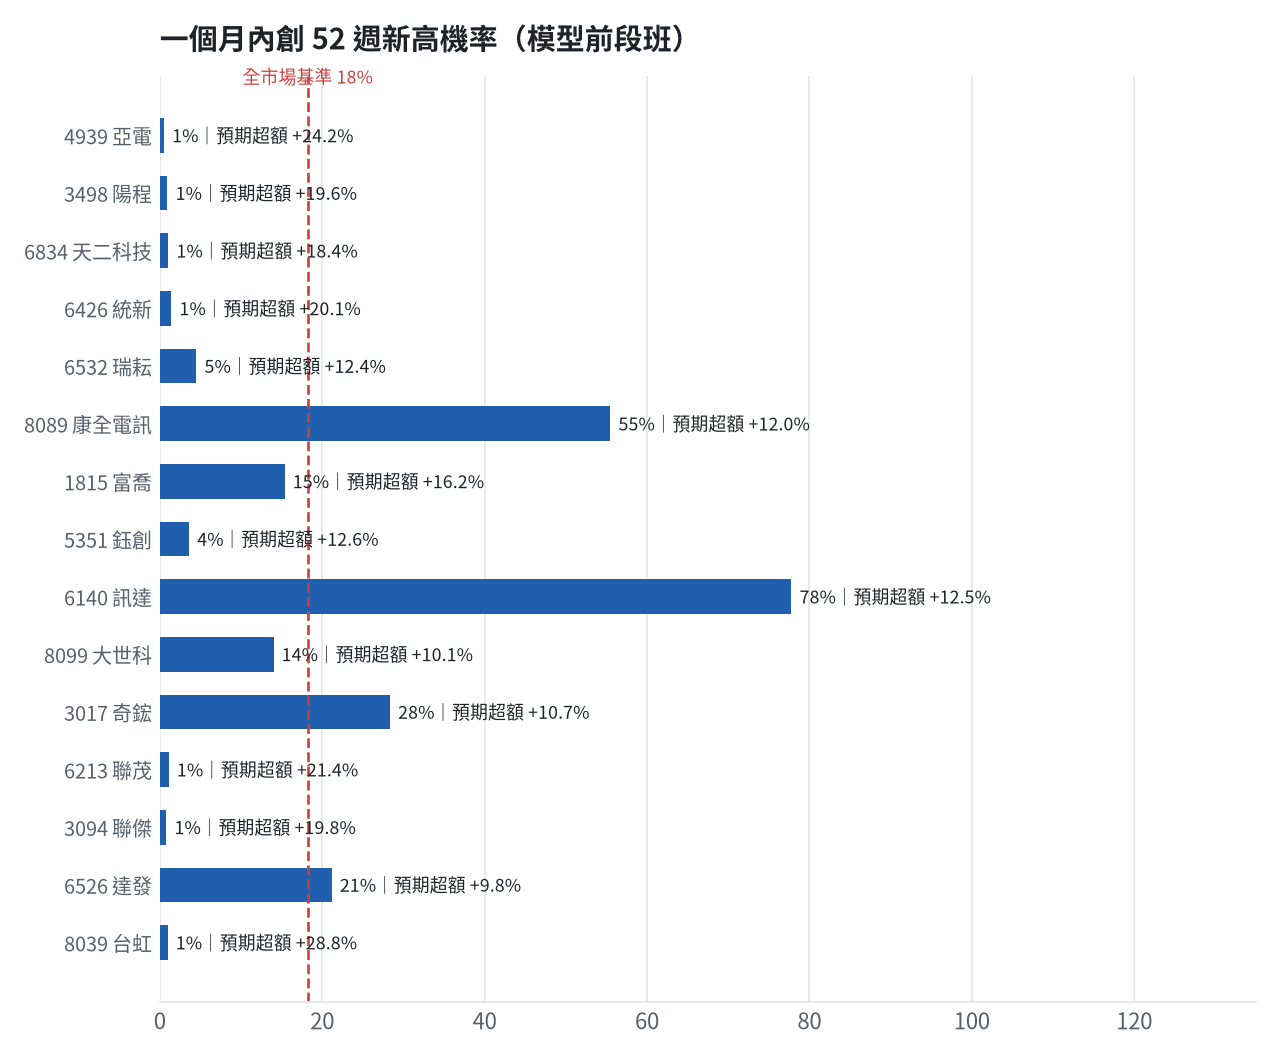 一個月內創 52 週新高機率（模型前段班）
全市場基準 18%
4939 亞電 1%｜預期超額 +24.2%
3498 陽程 1%｜預期超額 +19.6%
6834 天二科技 1%｜預期超額 +18.4%
6426 統新 1%｜預期超額 +20.1%
6532 瑞耘 5%｜預期超額 +12.4%
8089 康全電訊 55%｜預期超額 +12.0%
1815 富喬 15%｜預期超額 +16.2%
5351 鈺創 4%｜預期超額 +12.6%
6140 訊達 78%｜預期超額 +12.5%
8099 大世科 14%｜預期超額 +10.1%
3017 奇鋐 28%｜預期超額 +10.7%
6213 聯茂 1%｜預期超額 +21.4%
3094 聯傑 1%｜預期超額 +19.8%
6526 達發 21%｜預期超額 +9.8%
8039 台虹 1%｜預期超額 +28.8%
0 20 40 60 80 100 120